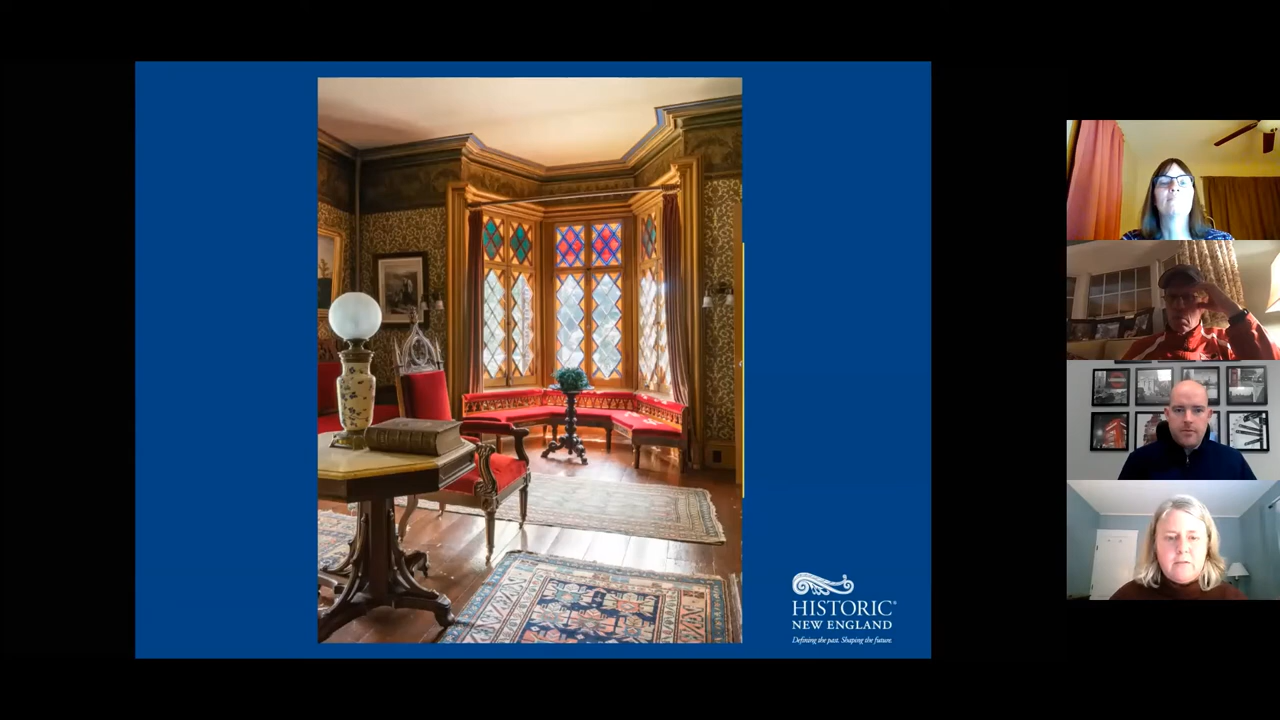 HISTORIC®
NEW ENGLAND
Defining the past. Shaping the future.